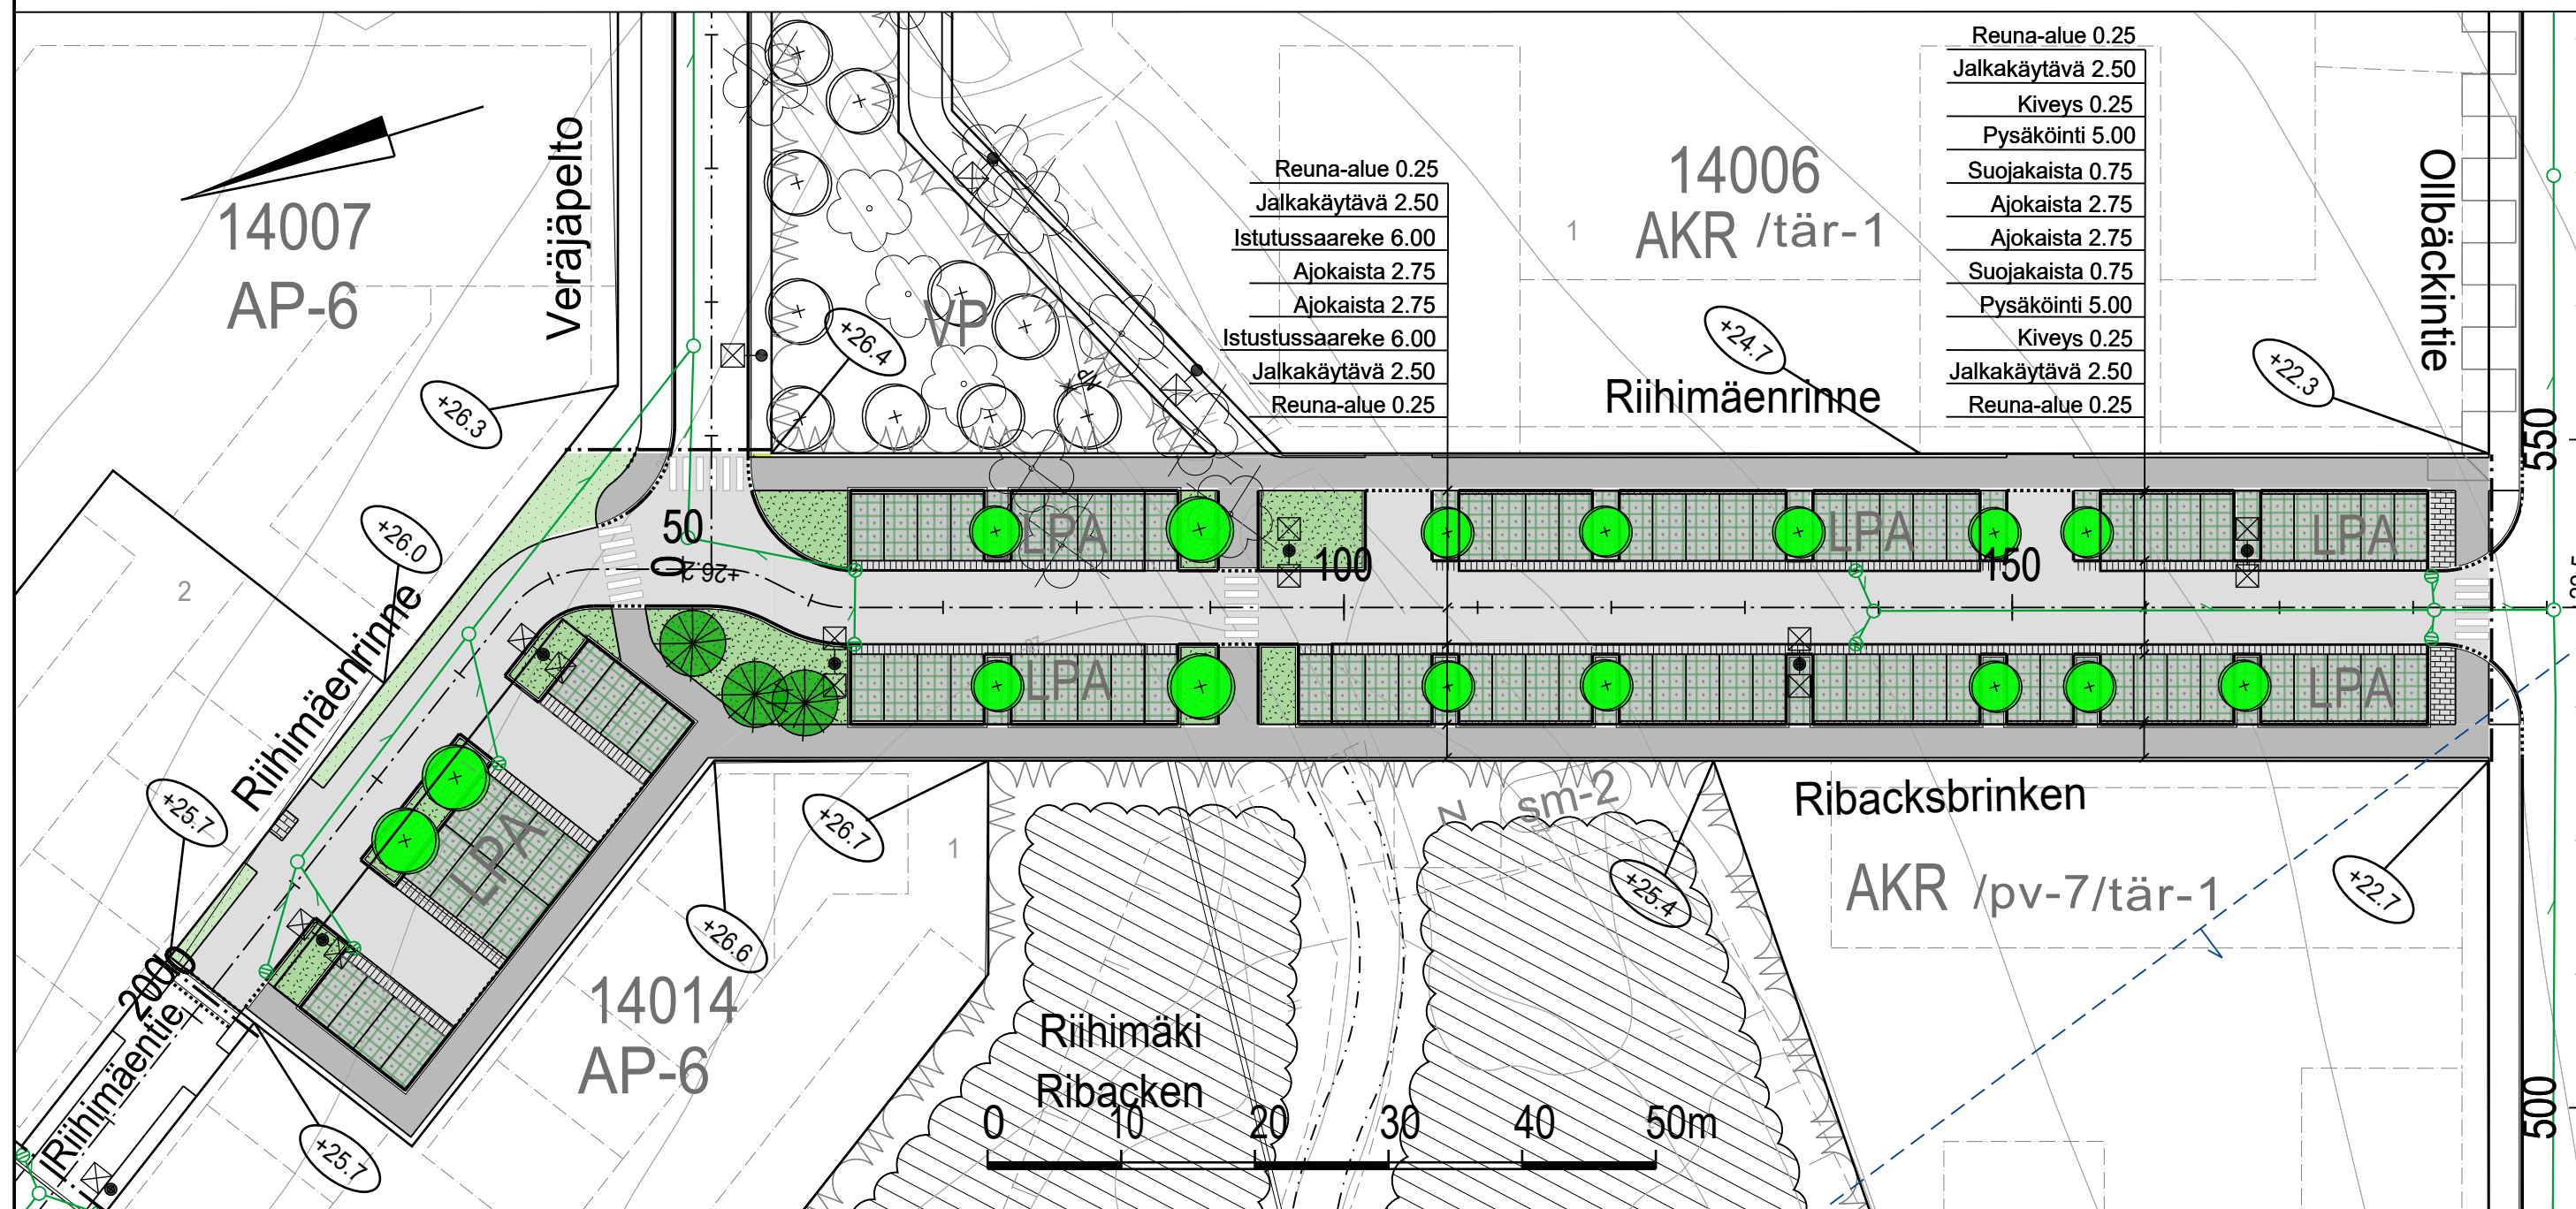 Reuna-alue 0.25
Jalkakäytävä 2.50
Kiveys 0.25
Pysäköinti 5.00
Suojakaista 0.75
Ajokaista 2.75
Ajokaista 2.75
Suojakaista 0.75
Pysäköinti 5.00
Kiveys 0.25
Jalkakäytävä 2.50
Reuna-alue 0.25
Reuna-alue 0.25
Jalkakäytävä 2.50
Istutussaareke 6.00
Ajokaista 2.75
Ajokaista 2.75
Istustussaareke 6.00
Jalkakäytävä 2.50
Reuna-alue 0.25
14007
AP-6
Veräjäpelto
VP
MP
14006
AKR /tär-1
1
Ollbäckintie
+26.3
+26.4
+24.7
+22.3
Riihimäenrinne
550
50
0
+26.2
LPA
100
LPA
150
LPA
2
+26.0
Riihimäenrinne
LPA
LPA
LPA
+25.7
+26.7
1
+26.6
sm-2
+25.4
Ribacksbrinken
AKR /pv-7/tär-1
+22.7
2000
Riihimäentie
14014
AP-6
+25.7
Riihimäki
Ribacken
0 10 20 30 40 50m
500